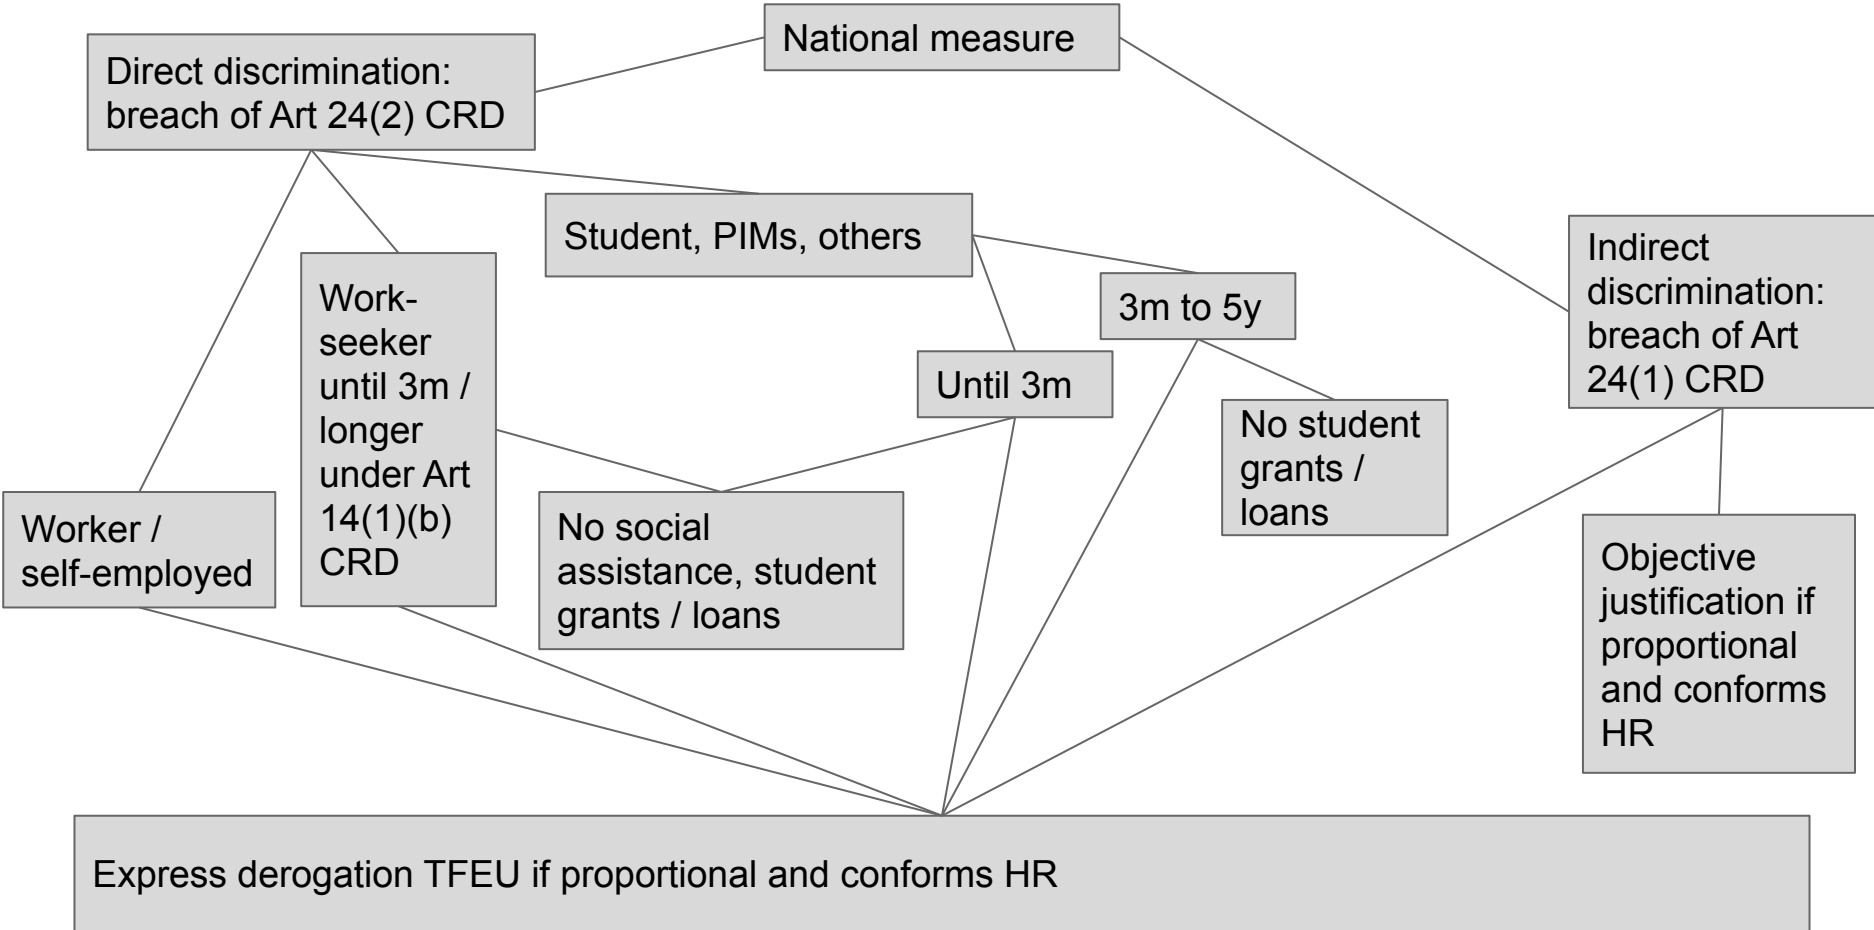 National measure
Direct discrimination:
breach of Art 24(2) CRD
Student, PIMs, others
Indirect
discrimination:
breach of Art
24(1) CRD
Work-
seeker
until 3m /
longer
under Art
14(1)(b)
CRD
3m to 5y
Until 3m
No student
grants /
loans
Worker /
self-employed
No social
assistance, student
grants / loans
Objective
justification if
proportional
and conforms
HR
Express derogation TFEU if proportional and conforms HR